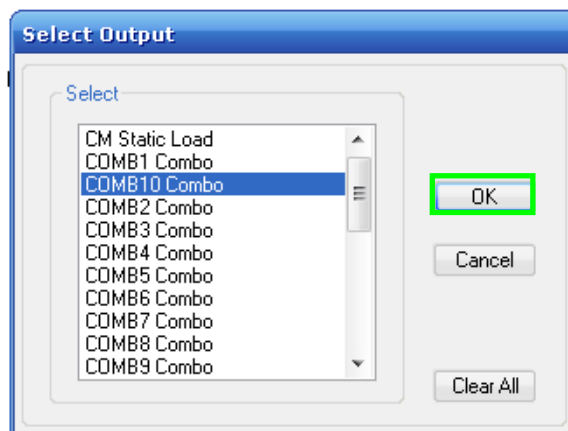 Select Output
Select
CM Static Load
COMB1 Combo
COMB10 Combo
COMB2 Combo
COMB3 Combo
COMB4 Combo
COMB5 Combo
COMB6 Combo
COMB7 Combo
COMB8 Combo
COMB9 Combo
OK
Cancel
Clear All